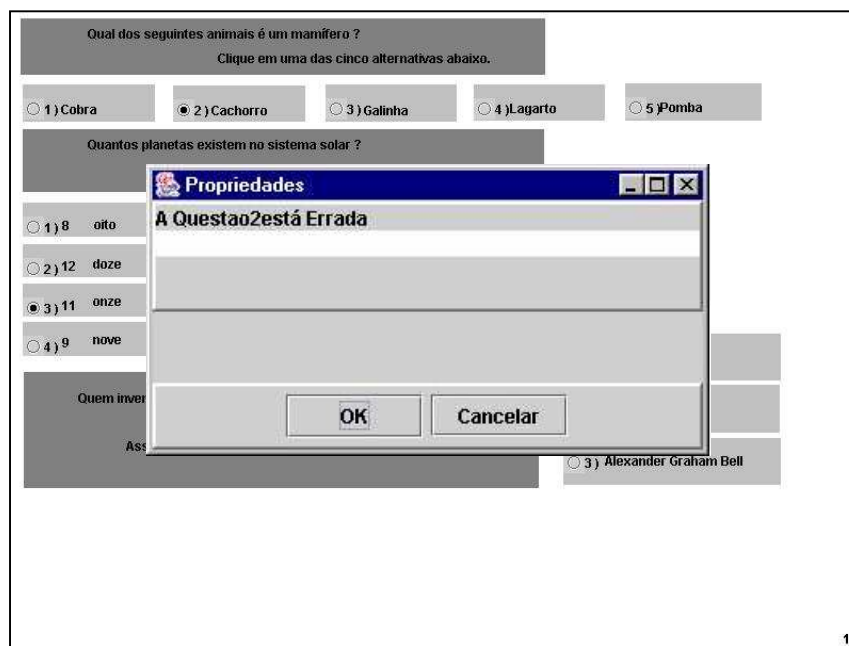 Qual dos seguintes animais é um mamífero ?
Clique em uma das cinco alternativas abaixo.
1 ) Cobra
2 ) Cachorro
3 ) Galinha
4 )Lagarto
5 )Pomba
Quantos planetas existem no sistema solar ?
Propriedades
A Questao2está Errada
1 ) 8 oito
2 ) 12 doze
3 ) 11 onze
4 ) 9 nove
Quem
OK
Cancelar
3 ) Alexander Graham Bell
1